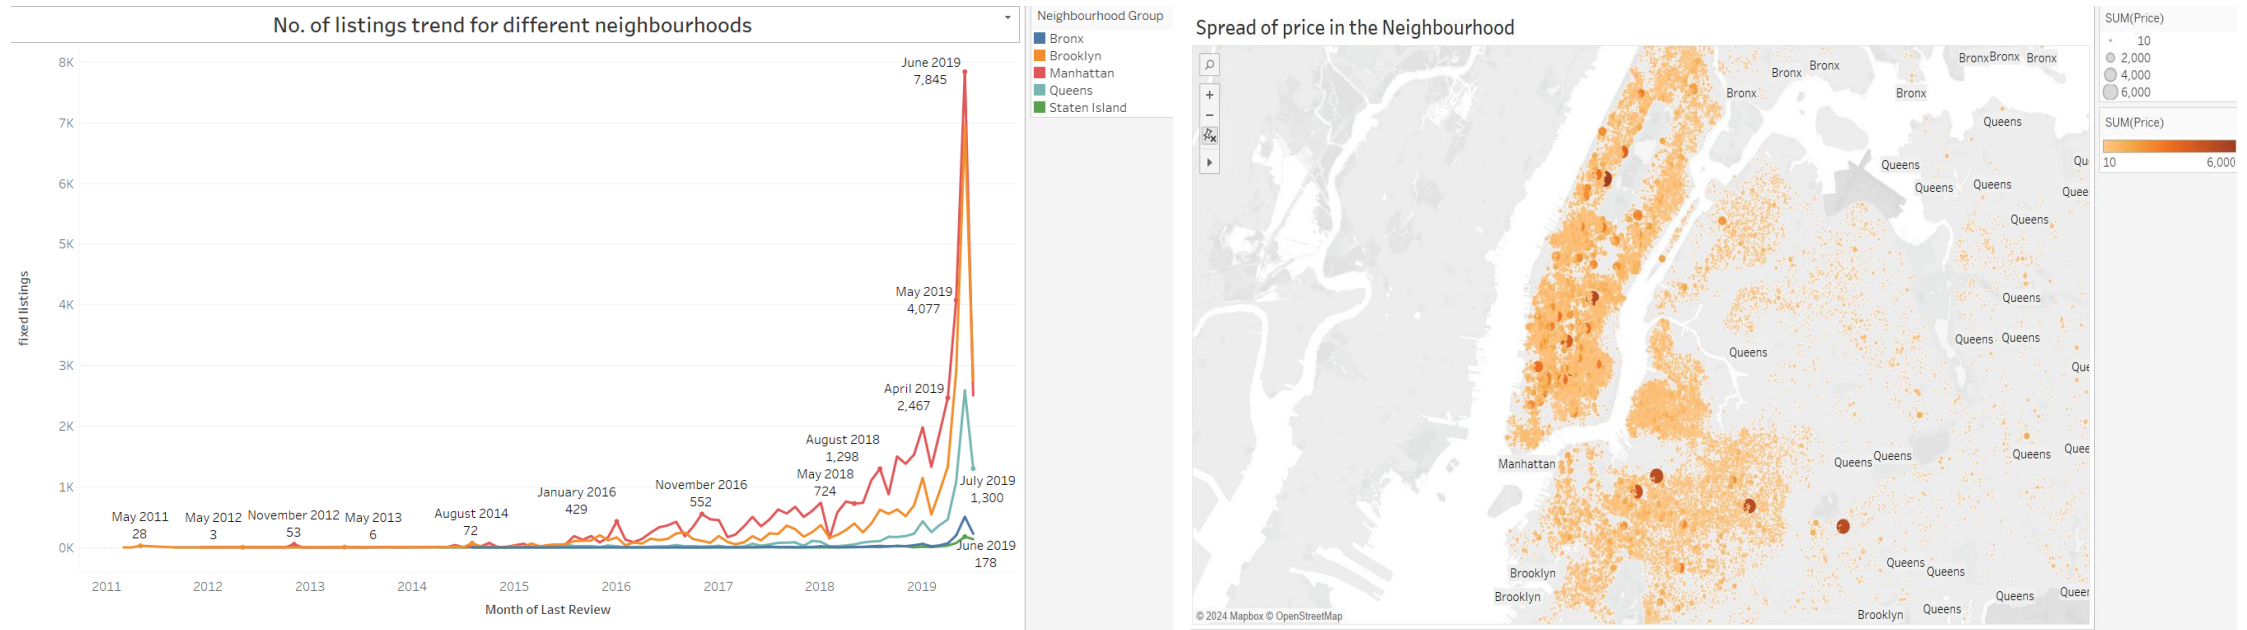 No. of listings trend for different neighbourhoods
8K
7K
6K
5K
4K
3K
2K
1K
0K
fixed listings
June 2019
7,845
May 2019
4,077
April 2019
2,467
August 2018
1,298
May 2018
724
January 2016
429
November 2016
552
July 2019
1,300
May 2011
28
May 2012
3
November 2012
53
May 2013
6
August 2014
72
June 2019
178
2011 2012 2013 2014 2015 2016 2017 2018 2019
Month of Last Review
Neighbourhood Group
Bronx
Brooklyn
Manhattan
Queens
Staten Island
Spread of price in the Neighbourhood
Bronx Bronx Bronx
Bronx
Bronx
Bronx
Bronx
Queens
Queens
Qu
Queens
Queens
Quee
Queens
Queens
Queens
Queens
Queens
Que
Quee
Queens
Queens
Queens
Manhattan
Queens
Queens
Brooklyn
Queer
Queens
Brooklyn
Queens
Brooklyn
© 2024 Mapbox © OpenStreetMap
SUM(Price)
10
2,000
4,000
6,000
SUM(Price)
10 6,000